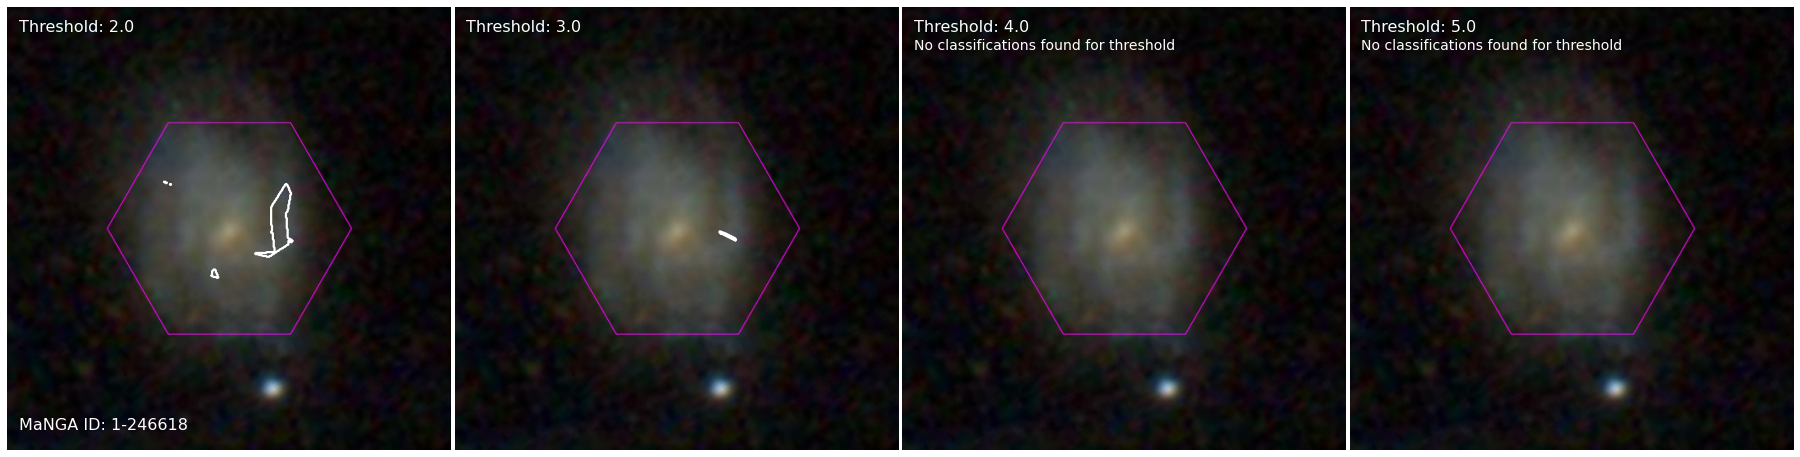 Threshold: 2.0
Threshold: 3.0
Threshold: 4.0
No classifications found for threshold
Threshold: 5.0
No classifications found for threshold
MaNGA ID: 1-246618